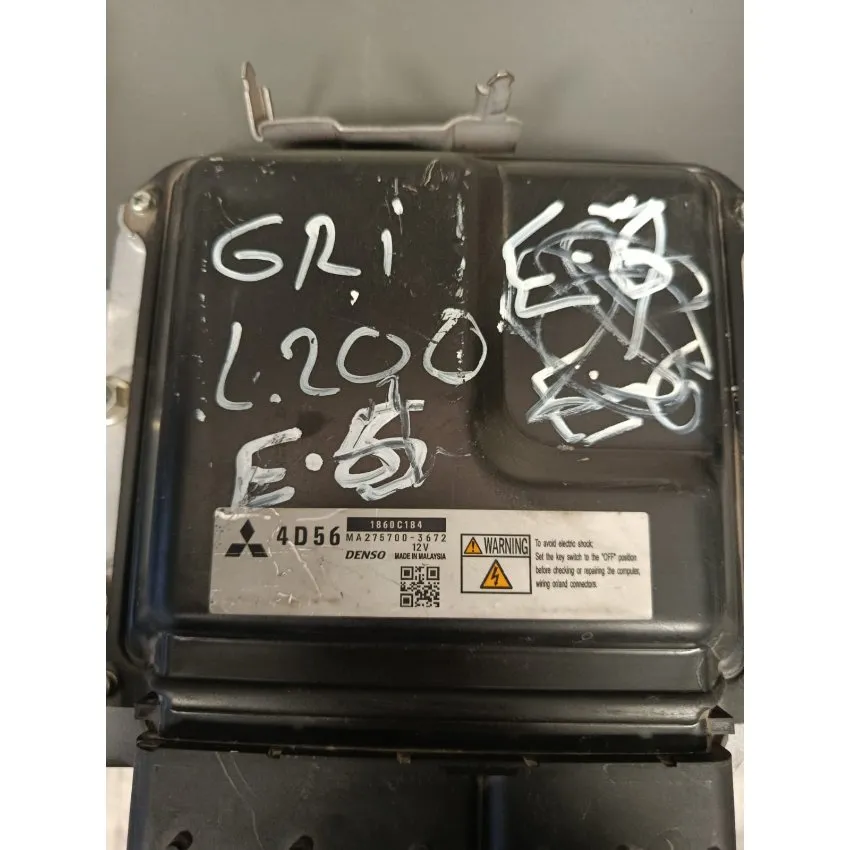 GRİ
L.200
E.5
E.
4D56
1860C184
MA275700-3672
12V
DENSO MADE IN MALAYSIA
WARNING
To avoid electric shock;
Set the key switch to the "OFF" position
before checking or repairing the computer,
wiring or/and connectors.